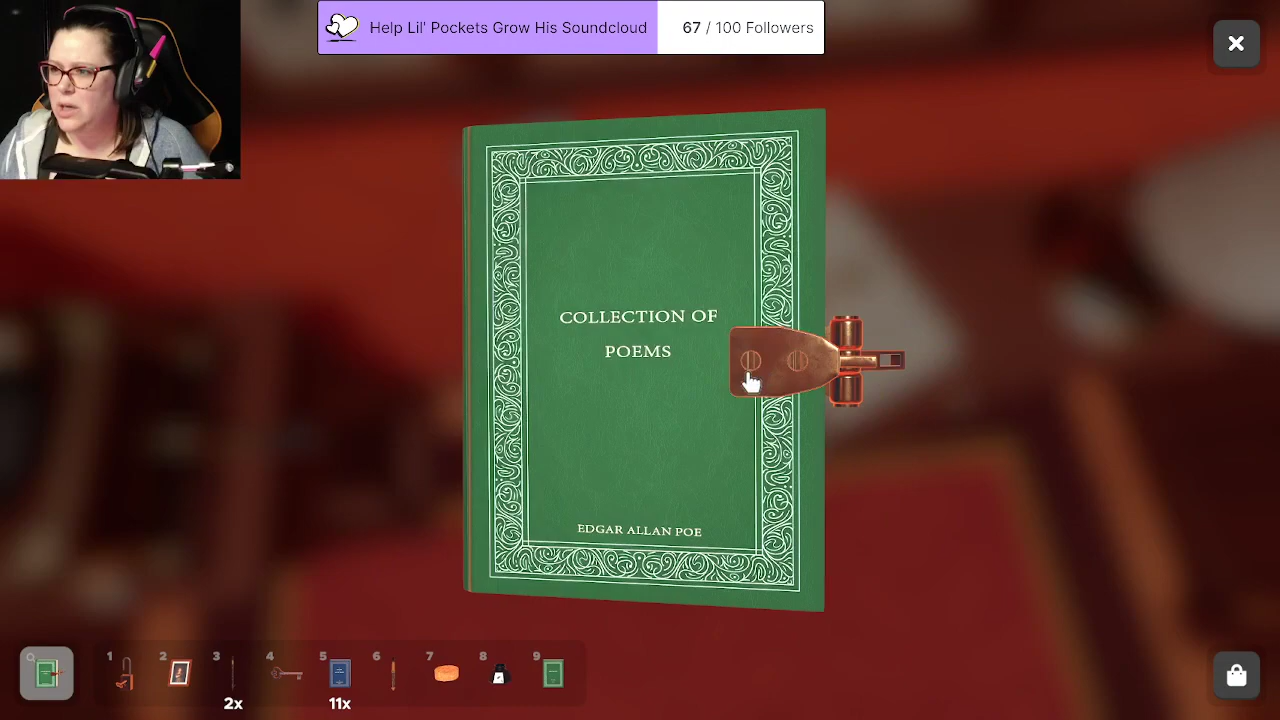 Help Lil' Pockets Grow His Soundcloud 67 / 100 Followers
COLLECTION OF
POEMS
EDGAR ALLAN POE
1 2 3 4 5 6 7 8 9
2x 11x